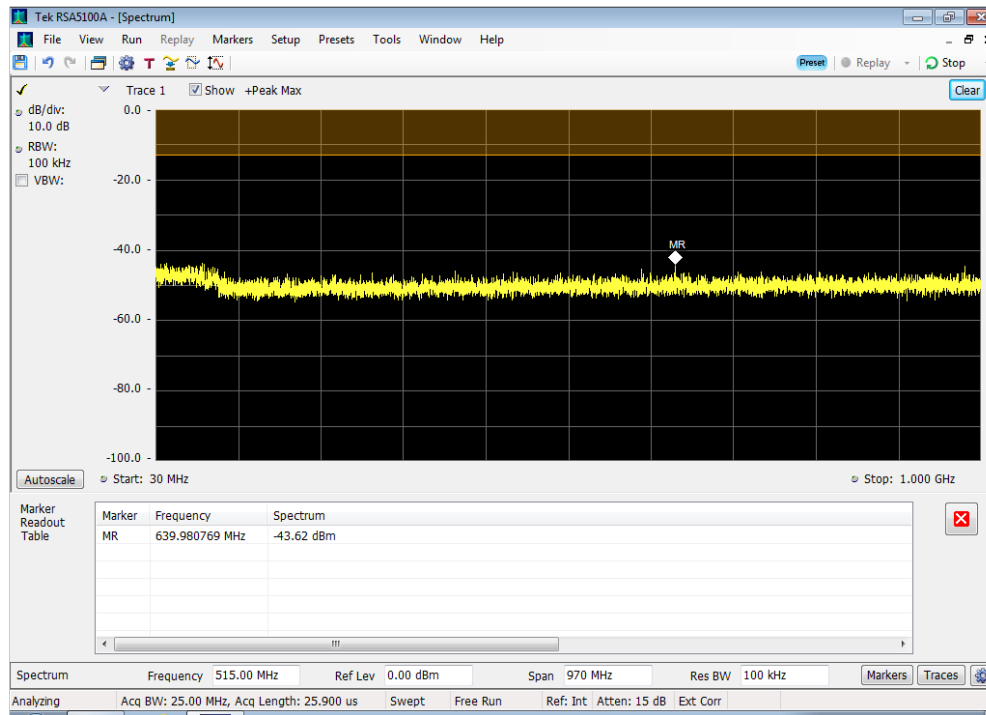 Tek RSA5100A - [Spectrum]
File View Run Replay Markers Setup Presets Tools Window Help
T Preset Replay Stop
Trace 1 Show +Peak Max Clear
dB/div:
10.0 dB
RBW:
100 kHz
VBW:
0.0
-20.0
-40.0
-60.0
-80.0
-100.0
MR
Autoscale Start: 30 MHz Stop: 1.000 GHz
Marker Readout Table
Marker Frequency Spectrum
MR 639.980769 MHz -43.62 dBm
Spectrum Frequency 515.00 MHz Ref Lev 0.00 dBm Span 970 MHz Res BW 100 kHz Markers Traces
Analyzing Acq BW: 25.00 MHz, Acq Length: 25.900 us Swept Free Run Ref: Int Atten: 15 dB Ext Corr